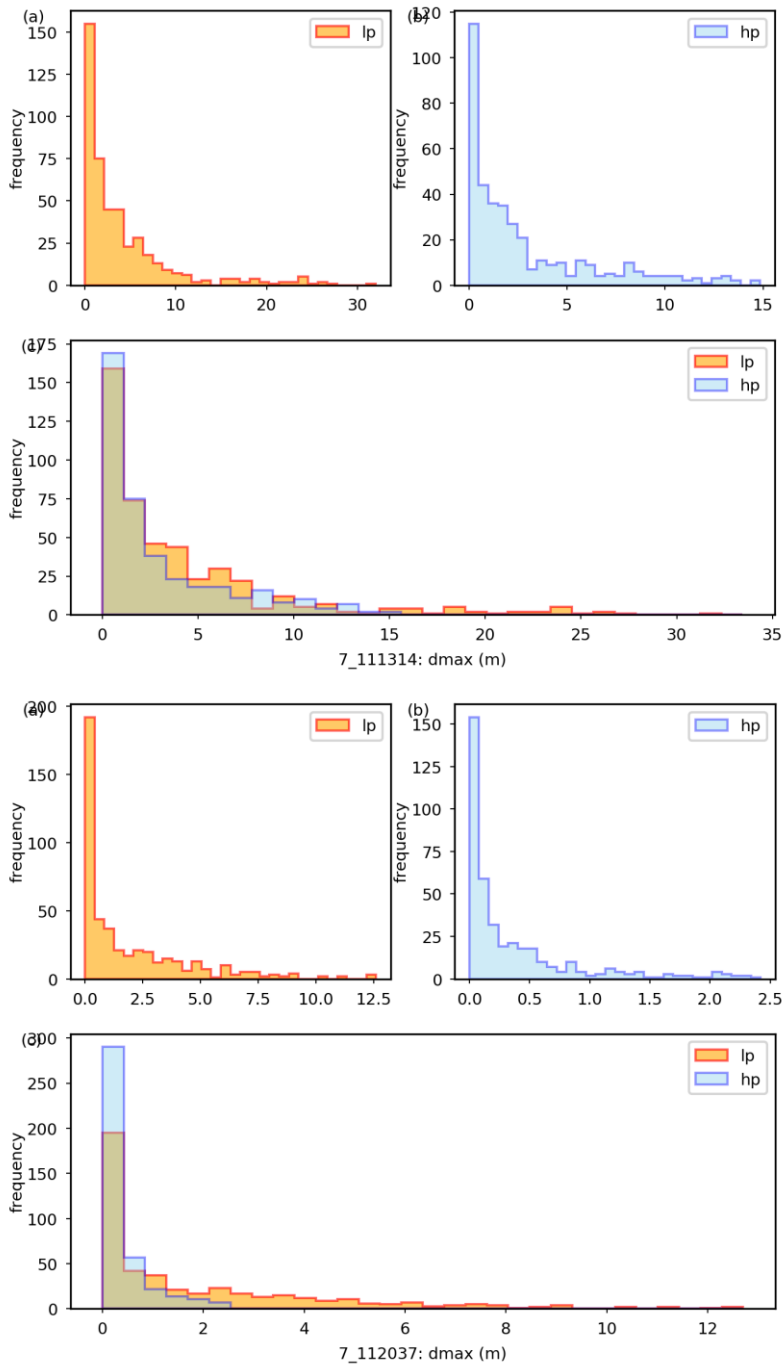 (a)
lp
150
125
100
75
50
25
0
frequency
0 10 20 30
(b)
hp
120
100
80
60
40
20
0
frequency
0 5 10 15
(c)
lp
hp
175
150
125
100
75
50
25
0
frequency
0 5 10 15 20 25 30 35
7_111314: dmax (m)
(a)
lp
200
150
100
50
0
frequency
0.0 2.5 5.0 7.5 10.0 12.5
(b)
hp
150
125
100
75
50
25
0
frequency
0.0 0.5 1.0 1.5 2.0 2.5
(c)
lp
hp
300
250
200
150
100
50
0
frequency
0 2 4 6 8 10 12
7_112037: dmax (m)